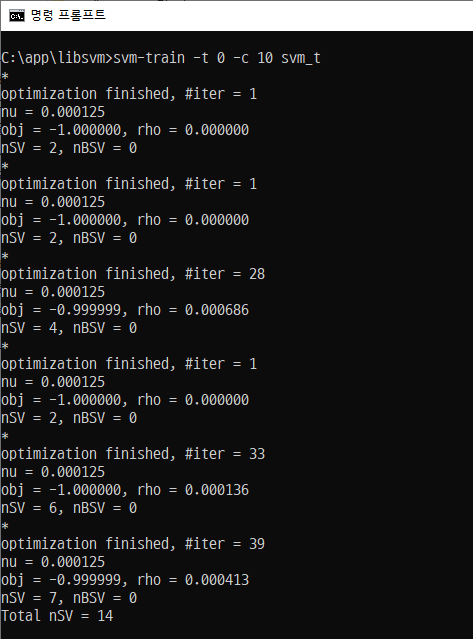 명령 프롬프트
C:\app\libsvm>svm-train -t 0 -c 10 svm_t
*
optimization finished, #iter = 1
nu = 0.000125
obj = -1.000000, rho = 0.000000
nSV = 2, nBSV = 0
*
optimization finished, #iter = 1
nu = 0.000125
obj = -1.000000, rho = 0.000000
nSV = 2, nBSV = 0
*
optimization finished, #iter = 28
nu = 0.000125
obj = -0.999999, rho = 0.000686
nSV = 4, nBSV = 0
*
optimization finished, #iter = 1
nu = 0.000125
obj = -1.000000, rho = 0.000000
nSV = 2, nBSV = 0
*
optimization finished, #iter = 33
nu = 0.000125
obj = -1.000000, rho = 0.000136
nSV = 6, nBSV = 0
*
optimization finished, #iter = 39
nu = 0.000125
obj = -0.999999, rho = 0.000413
nSV = 7, nBSV = 0
Total nSV = 14